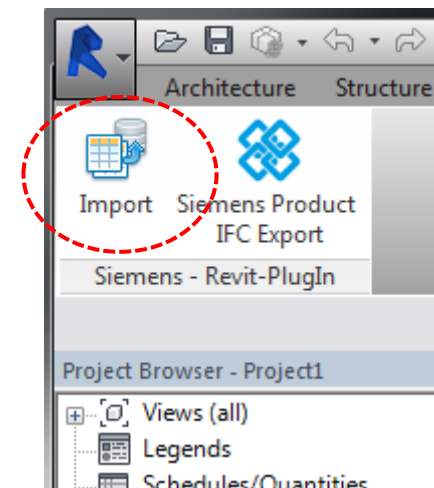 Architecture Structure
Import
Siemens Product
IFC Export
Siemens - Revit-PlugIn
Project Browser - Project1
Views (all)
Legends
Schedules/Quantities